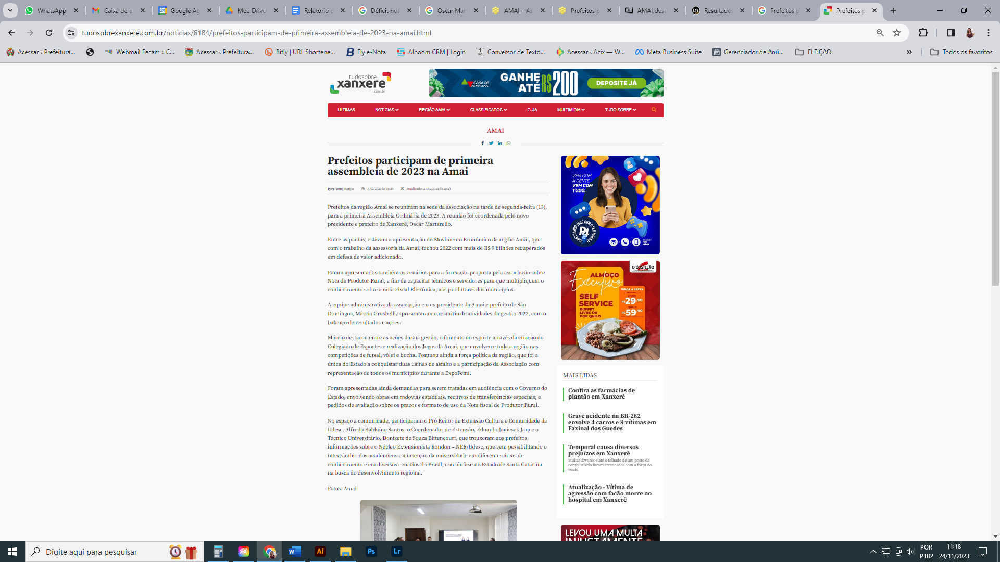 WhatsApp
Caixa de e
Google Ag
Meu Drive
Relatório d
Déficit nos
Oscar Mart
AMAI – As
Prefeitos p
AMAI dest
Resultados
Prefeitos p
Prefeitos p
tudosobrexanxere.com.br/noticias/6184/prefeitos-participam-de-primeira-assembleia-de-2023-na-amai.html
Acessar ‹ Prefeitura...
Webmail Fecam :: C...
Acessar ‹ Prefeitura...
Bitly | URL Shortene...
Fly e-Nota
Alboom CRM | Login
Conversor de Texto...
Acessar ‹ Acix — W...
Meta Business Suite
Gerenciador de Anú...
ELEIÇAO
Todos os favoritos
tudosobre
xanxere
.com.br
CASA DE
APOSTAS
GANHE
ATÉ R$200
DEPOSITE JÁ
ÚLTIMAS
NOTÍCIAS
REGIÃO AMAI
CLASSIFICADOS
GUIA
MULTIMÍDIA
TUDO SOBRE
AMAI
Prefeitos participam de primeira
assembleia de 2023 na Amai
Por: Sanny Borges 14/02/2023 às 16:35 Atualizado: 21/02/2023 às 20:21
Prefeitos da região Amai se reuniram na sede da associação na tarde de segunda-feira (13),
para a primeira Assembleia Ordinária de 2023. A reunião foi coordenada pelo novo
presidente e prefeito de Xanxerê, Oscar Martarello.
Entre as pautas, estavam a apresentação do Movimento Econômico da região Amai, que
com o trabalho da assessoria da Amai, fechou 2022 com mais de R$ 9 bilhões recuperados
em defesa de valor adicionado.
Foram apresentados também os cenários para a formação proposta pela associação sobre
Nota de Produtor Rural, a fim de capacitar técnicos e servidores para que multipliquem o
conhecimento sobre a nota Fiscal Eletrônica, aos produtores dos municípios.
A equipe administrativa da associação e o ex-presidente da Amai e prefeito de São
Domingos, Márcio Grosbelli, apresentaram o relatório de atividades da gestão 2022, com o
balanço de resultados e ações.
Márcio destacou entre as ações da sua gestão, o fomento do esporte através da criação do
Colegiado de Esportes e realização dos Jogos da Amai, que envolveu e toda a região nas
competições de futsal, vôlei e bocha. Pontuou ainda a força política da região, que foi a
única do Estado a conquistar duas usinas de asfalto e a participação da Associação com
representação de todos os municípios durante a ExpoFemi.
Foram apresentadas ainda demandas para serem tratadas em audiência com o Governo do
Estado, envolvendo obras em rodovias estaduais, recursos de transferências especiais, e
pedidos de avaliação sobre os prazos e formato de uso da Nota fiscal de Produtor Rural.
No espaço a comunidade, participaram o Pró Reitor de Extensão Cultura e Comunidade da
Udesc, Alfredo Balduíno Santos, o Coordenador de Extensão, Eduardo Janicsek Jara e o
Técnico Universitário, Donizete de Souza Bittencourt, que trouxeram aos prefeitos
informações sobre o Núcleo Extensionista Rondon – NER/Udesc, que vem possibilitando o
intercâmbio dos acadêmicos e a inserção da universidade em diferentes áreas de
conhecimento e em diversos cenários do Brasil, com ênfase no Estado de Santa Catarina
na busca do desenvolvimento regional.
Fotos: Amai
VEM COM
A GENTE,
VEM COM
TUDO.
CONECTANDO VOCÊ COM O SEU MUNDO!
P4
INTERNET
FIXO
MÓVEL
O COSTELÃO
ALMOÇO
Executivo
SELF
SERVICE
BUFFET
LIVRE OU
POR QUILO
TERÇA À SEXTA
LIVRE
R$29,90
QUILO
R$59,90
MAIS LIDAS
Confira as farmácias de
plantão em Xanxerê
Grave acidente na BR-282
envolve 4 carros e 8 vítimas em
Faxinal dos Guedes
Temporal causa diversos
prejuízos em Xanxerê
Muitas árvores e até o telhado de um posto de
combustíveis foram arrancados com a força do
vento
Atualização - Vítima de
agressão com facão morre no
hospital em Xanxerê
LEVOU UMA MULTA
INJUSTAMENTE
Digite aqui para pesquisar
W
Ai
Ps
Lr
POR
PTB2
11:18
24/11/2023